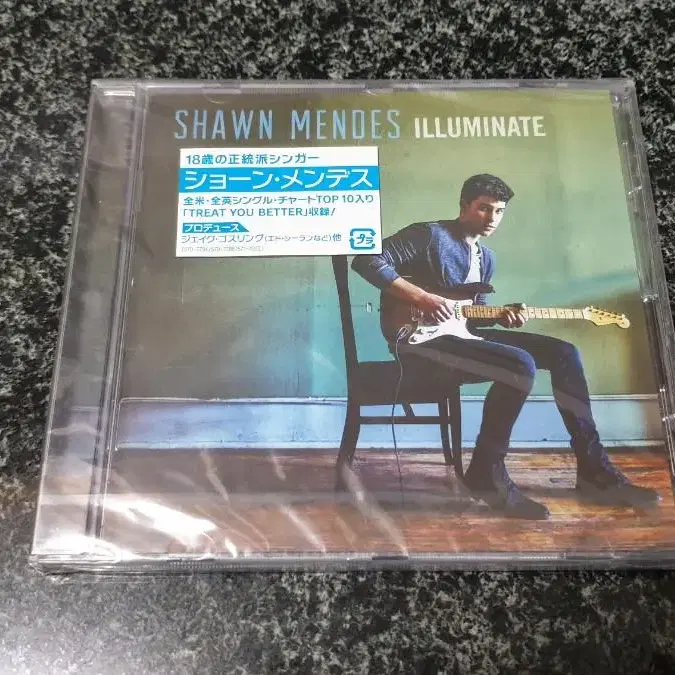 SHAWN MENDES ILLUMINATE
18歳の正統派シンガー
ショーン・メンデス
全米・全英シングル・チャートTOP 10入り
「TREAT YOU BETTER」収録!
プロデュース
ジェイク・ゴスリング(エド・シーランなど)他